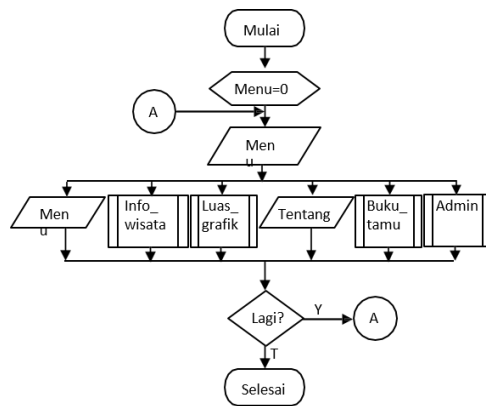 Mulai
Menu=0
A
Men
u
Men
u
Info_
wisata
Luas_
grafik
Tentang
Buku_
tamu
Admin
Lagi?
Y
A
T
Selesai